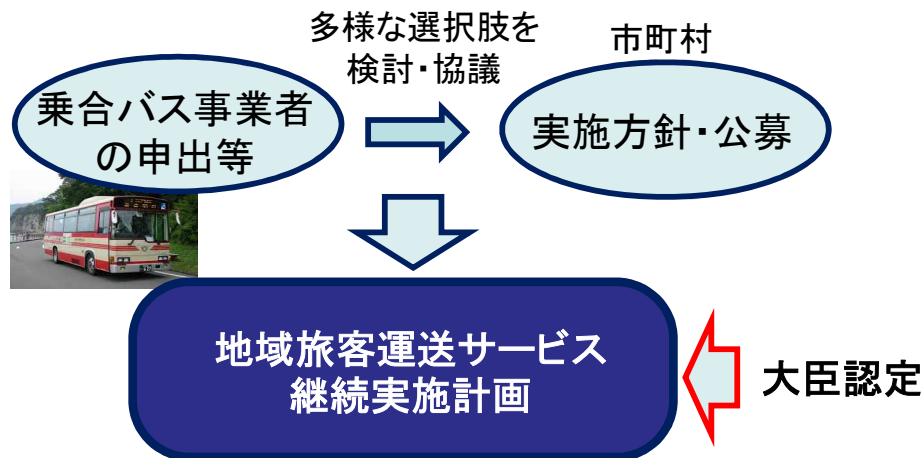 多様な選択肢を
検討・協議
市町村
乗合バス事業者
の申出等
実施方針・公募
地域旅客運送サービス
継続実施計画
大臣認定